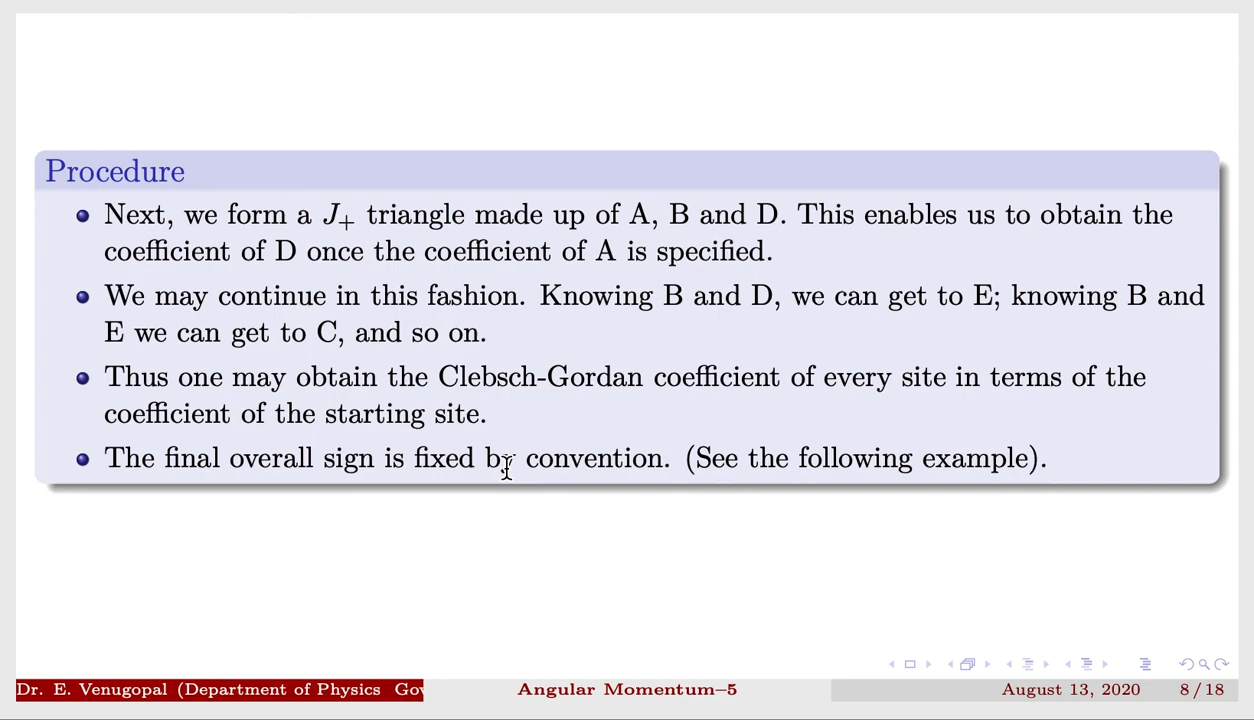 Procedure
Next, we form a J₊ triangle made up of A, B and D. This enables us to obtain the
coefficient of D once the coefficient of A is specified.
We may continue in this fashion. Knowing B and D, we can get to E; knowing B and
E we can get to C, and so on.
Thus one may obtain the Clebsch-Gordan coefficient of every site in terms of the
coefficient of the starting site.
The final overall sign is fixed by convention. (See the following example).
Dr. E. Venugopal (Department of Physics Angular Momentum–5 August 13, 2020 8 / 18